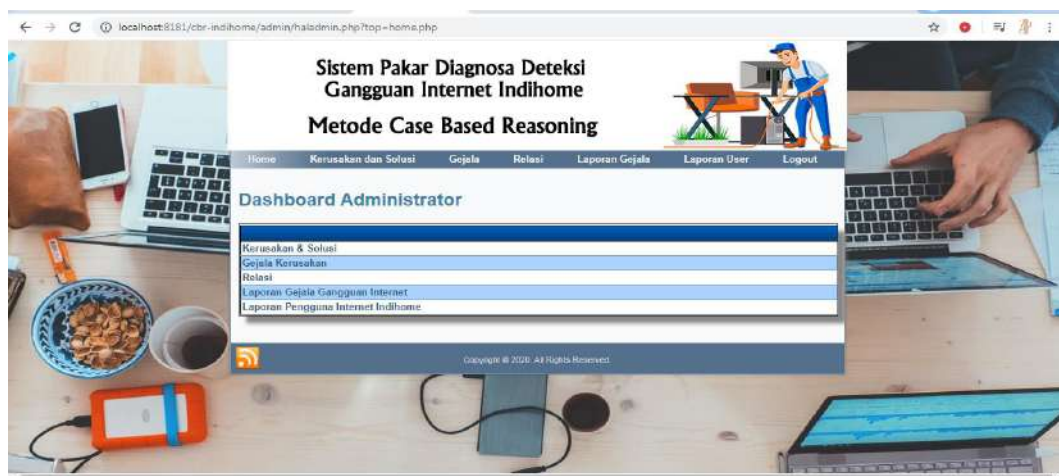 localhost:8181/cbr-indihome/admin/haladmin.php?top=home.php
Sistem Pakar Diagnosa Deteksi
Gangguan Internet Indihome
Metode Case Based Reasoning
Home Kerusakan dan Solusi Gejala Relasi Laporan Gejala Laporan User Logout
Dashboard Administrator
Kerusakan & Solusi
Gejala Kerusakan
Relasi
Laporan Gejala Gangguan Internet
Laporan Pengguna Internet Indihome
Copyright © 2020. All Rights Reserved.